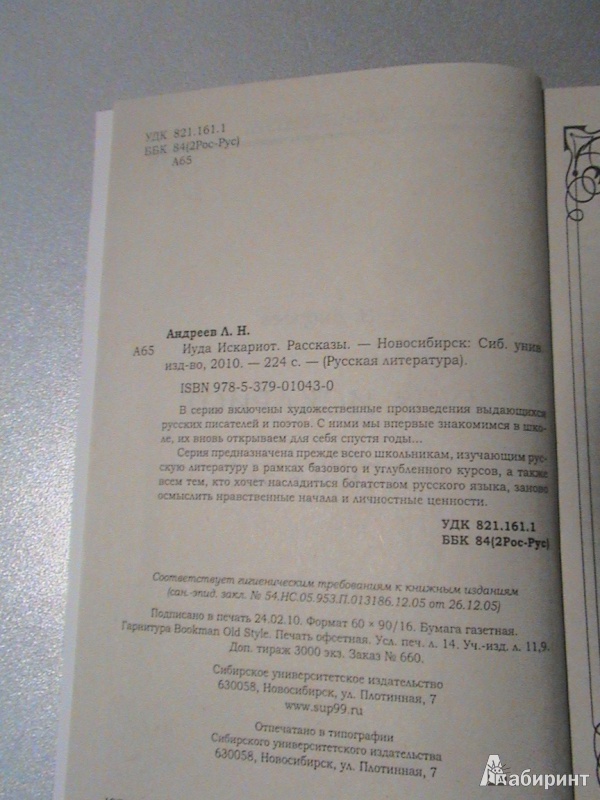 УДК 821.161.1
ББК 84(2Рос-Рус)
А65
Андреев Л. Н.
А65 Иуда Искариот. Рассказы. — Новосибирск: Сиб. унив.
изд-во, 2010. — 224 с. — (Русская литература).
ISBN 978-5-379-01043-0
В серию включены художественные произведения выдающихся
русских писателей и поэтов. С ними мы впервые знакомимся в шко-
ле, их вновь открываем для себя спустя годы...
Серия предназначена прежде всего школьникам, изучающим рус-
скую литературу в рамках базового и углубленного курсов, а также
всем тем, кто хочет насладиться богатством русского языка, заново
осмыслить нравственные начала и личностные ценности.
УДК 821.161.1
ББК 84(2Рос-Рус)
Соответствует гигиеническим требованиям к книжным изданиям
(сан.-эпид. закл. № 54.НС.05.953.П.013186.12.05 от 26.12.05)
Подписано в печать 24.02.10. Формат 60 × 90/16. Бумага газетная.
Гарнитура Bookman Old Style. Печать офсетная. Усл. печ. л. 14. Уч.-изд. л. 11,9.
Доп. тираж 3000 экз. Заказ № 660.
Сибирское университетское издательство
630058, Новосибирск, ул. Плотинная, 7
www.sup99.ru
Отпечатано в типографии
Сибирского университетского издательства
630058, Новосибирск, ул. Плотинная, 7
Лабиринт